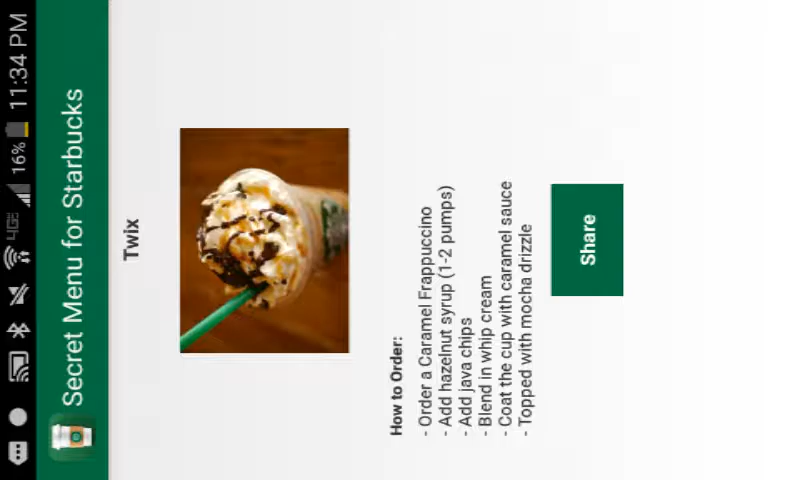 4G LTE 16% 11:34 PM
Secret Menu for Starbucks
Twix
How to Order:
- Order a Caramel Frappuccino
- Add hazelnut syrup (1-2 pumps)
- Add java chips
- Blend in whip cream
- Coat the cup with caramel sauce
- Topped with mocha drizzle
Share